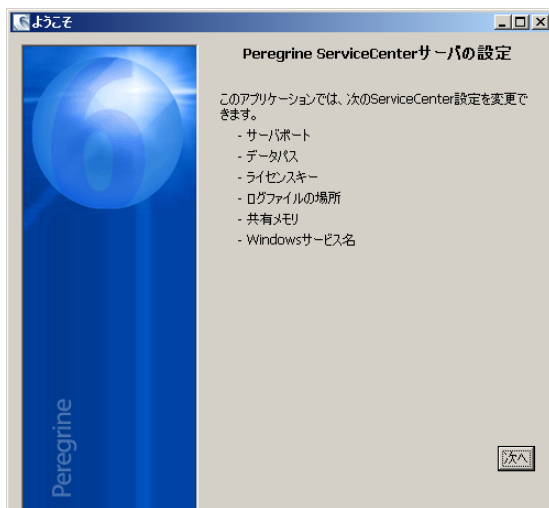 ようこそ
Peregrine ServiceCenterサーバの設定
このアプリケーションでは、次のServiceCenter設定を変更で
きます。
- サーバポート
- データパス
- ライセンスキー
- ログファイルの場所
- 共有メモリ
- Windowsサービス名
6
Peregrine
次へ